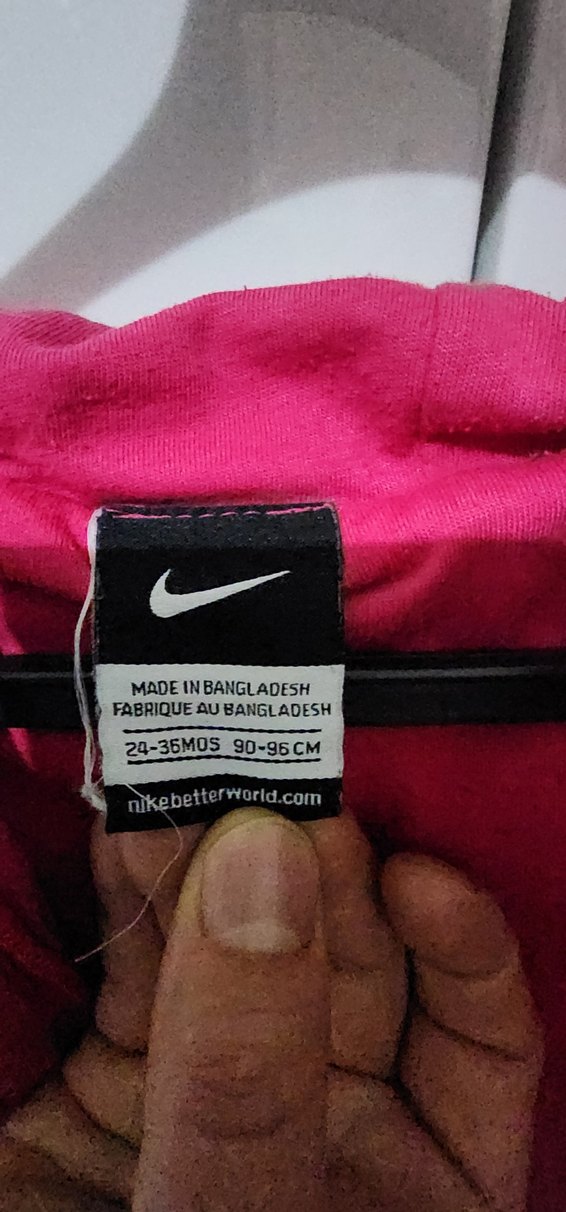 MADE IN BANGLADESH
FABRIQUE AU BANGLADESH
24-36MOS 90-96 CM
nikebetterworld.com